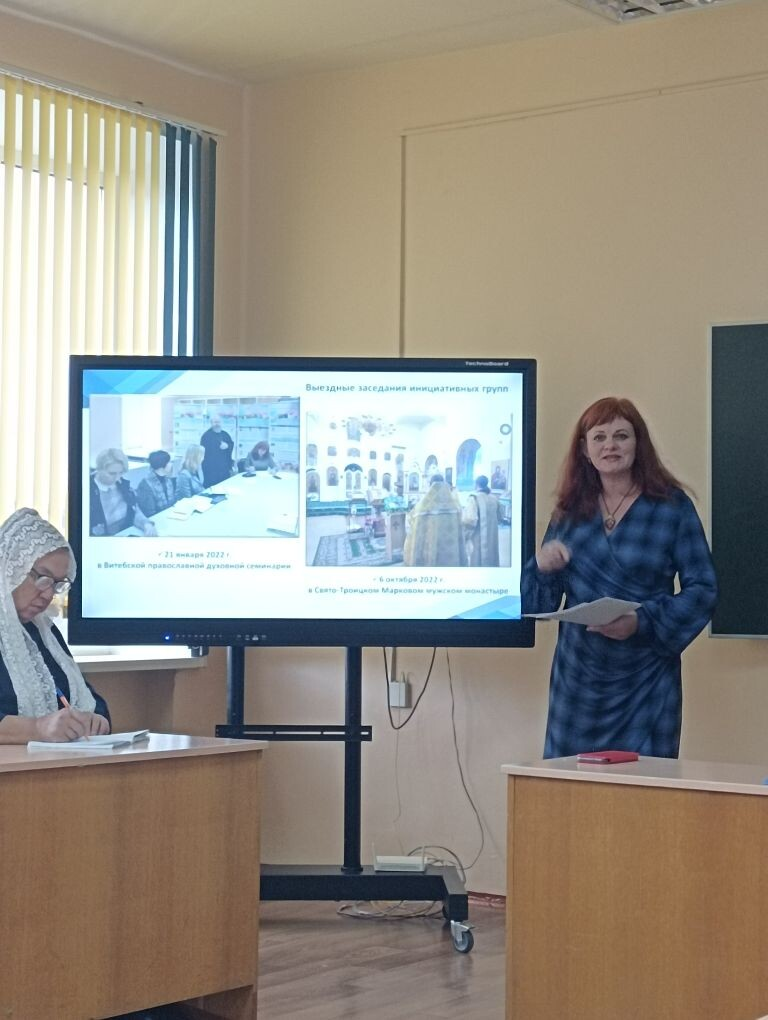 TechnoBoard
Выездные заседания инициативных групп
21 января 2022 г.
в Витебской православной духовной семинарии
6 октября 2022 г.
в Свято-Троицком Марковом мужском монастыре